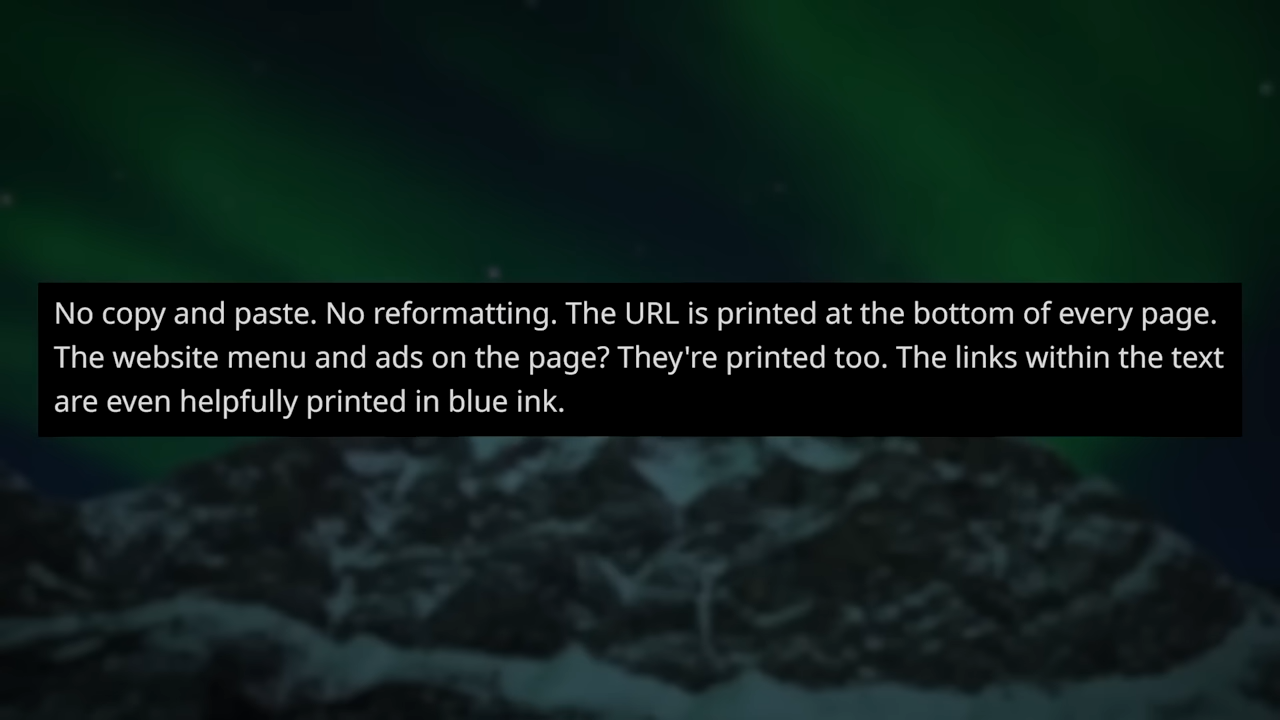 No copy and paste. No reformatting. The URL is printed at the bottom of every page.
The website menu and ads on the page? They're printed too. The links within the text
are even helpfully printed in blue ink.